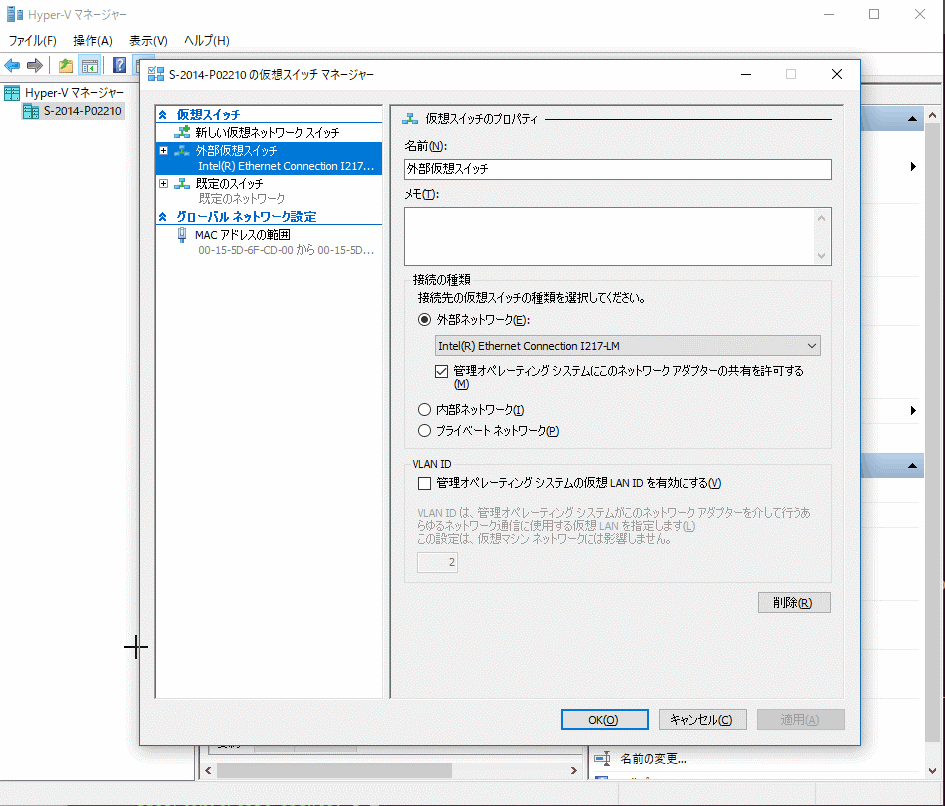 Hyper-V マネージャー
ファイル(F) 操作(A) 表示(V) ヘルプ(H)
Hyper-V マネージャー
S-2014-P02210
S-2014-P02210 の仮想スイッチ マネージャー
仮想スイッチ
新しい仮想ネットワーク スイッチ
外部仮想スイッチ
Intel(R) Ethernet Connection I217...
既定のスイッチ
既定のネットワーク
グローバル ネットワーク設定
MAC アドレスの範囲
00-15-5D-6F-CD-00 から 00-15-5D...
仮想スイッチのプロパティ
名前(N):
外部仮想スイッチ
メモ(T):
接続の種類
接続先の仮想スイッチの種類を選択してください。
外部ネットワーク(E):
Intel(R) Ethernet Connection I217-LM
管理オペレーティング システムにこのネットワーク アダプターの共有を許可する
(M)
内部ネットワーク(I)
プライベート ネットワーク(P)
VLAN ID
管理オペレーティング システムの仮想 LAN ID を有効にする(V)
VLAN ID は、管理オペレーティング システムがこのネットワーク アダプターを介して行うあ
らゆるネットワーク通信に使用する仮想 LAN を指定します(L)
この設定は、仮想マシン ネットワークには影響しません。
2
削除(R)
OK(O) キャンセル(C) 適用(A)
名前の変更...